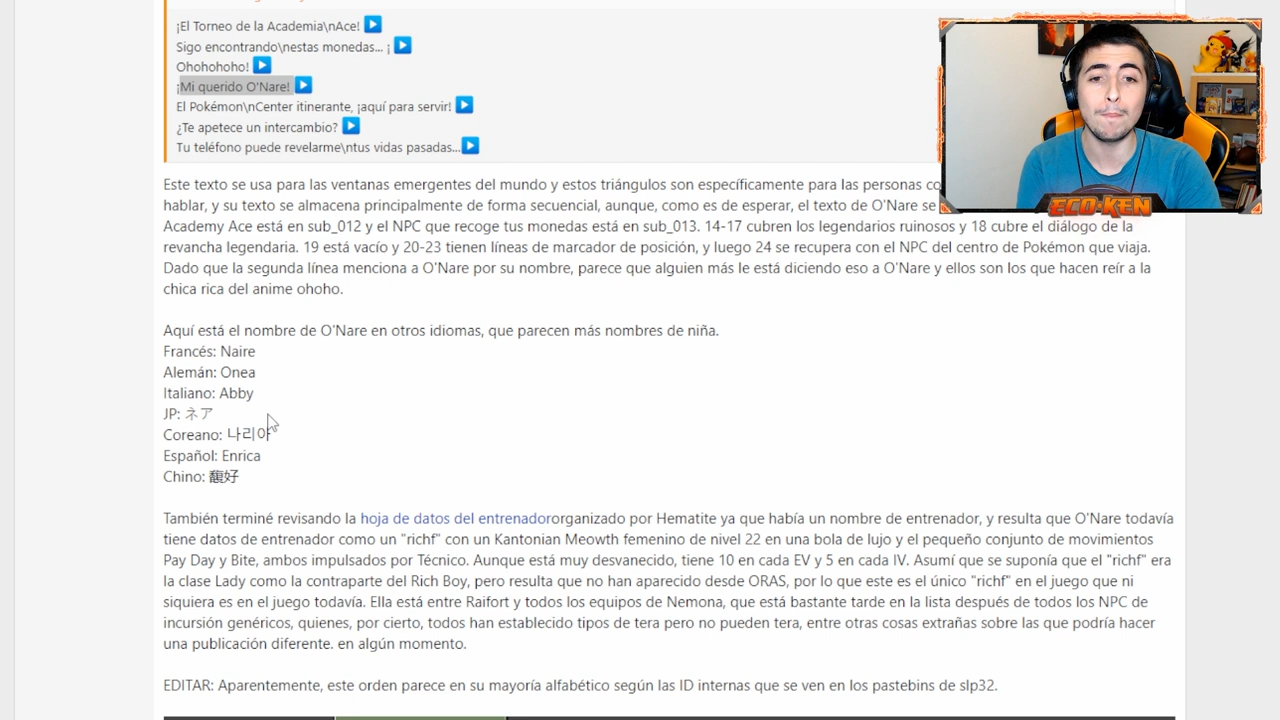 ¡El Torneo de la Academia\nAce!
Sigo encontrando\nestas monedas... ¡
Ohohohoho!
¡Mi querido O'Nare!
El Pokémon\nCenter itinerante, ¡aquí para servir!
¿Te apetece un intercambio?
Tu teléfono puede revelarme\ntus vidas pasadas...
Este texto se usa para las ventanas emergentes del mundo y estos triángulos son específicamente para las personas co
hablar, y su texto se almacena principalmente de forma secuencial, aunque, como es de esperar, el texto de O'Nare se
Academy Ace está en sub_012 y el NPC que recoge tus monedas está en sub_013. 14-17 cubren los legendarios ruinosos y 18 cubre el diálogo de la
revancha legendaria. 19 está vacío y 20-23 tienen líneas de marcador de posición, y luego 24 se recupera con el NPC del centro de Pokémon que viaja.
Dado que la segunda línea menciona a O'Nare por su nombre, parece que alguien más le está diciendo eso a O'Nare y ellos son los que hacen reír a la
chica rica del anime ohoho.
Aquí está el nombre de O'Nare en otros idiomas, que parecen más nombres de niña.
Francés: Naire
Alemán: Onea
Italiano: Abby
JP: ネア
Coreano: 나리아
Español: Enrica
Chino: 馥好
También terminé revisando la hoja de datos del entrenadororganizado por Hematite ya que había un nombre de entrenador, y resulta que O'Nare todavía
tiene datos de entrenador como un "richf" con un Kantonian Meowth femenino de nivel 22 en una bola de lujo y el pequeño conjunto de movimientos
Pay Day y Bite, ambos impulsados por Técnico. Aunque está muy desvanecido, tiene 10 en cada EV y 5 en cada IV. Asumí que se suponía que el "richf" era
la clase Lady como la contraparte del Rich Boy, pero resulta que no han aparecido desde ORAS, por lo que este es el único "richf" en el juego que ni
siquiera es en el juego todavía. Ella está entre Raifort y todos los equipos de Nemona, que está bastante tarde en la lista después de todos los NPC de
incursión genéricos, quienes, por cierto, todos han establecido tipos de tera pero no pueden tera, entre otras cosas extrañas sobre las que podría hacer
una publicación diferente. en algún momento.
EDITAR: Aparentemente, este orden parece en su mayoría alfabético según las ID internas que se ven en los pastebins de slp32.
ECO-KEN